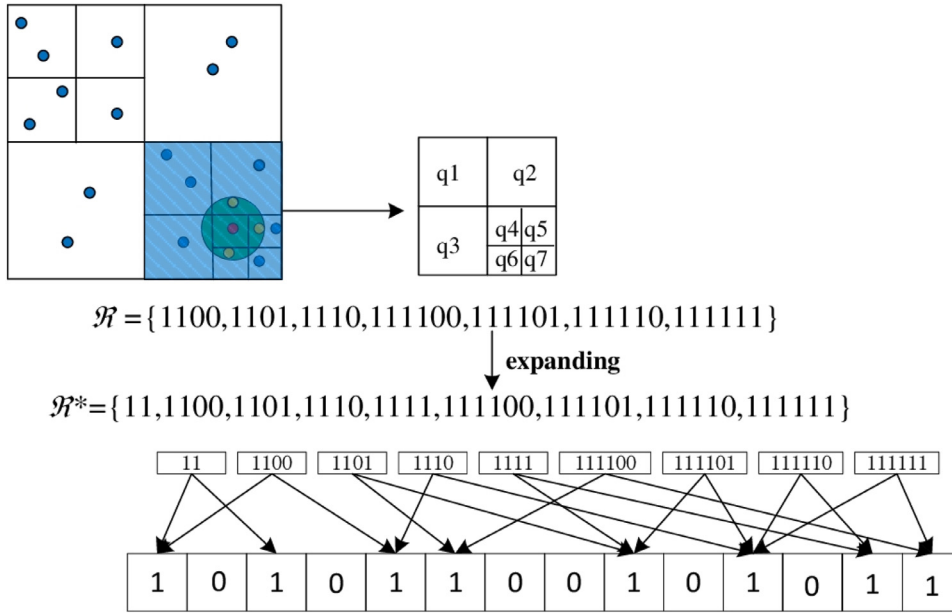 q1 q2
q4 q5
q3
q6 q7
ℛ ={1100,1101,1110,111100,111101,111110,111111}
expanding
ℛ*={11,1100,1101,1110,1111,111100,111101,111110,111111}
11 1100 1101 1110 1111 111100 111101 111110 111111
1 0 1 0 1 1 0 0 1 0 1 0 1 1